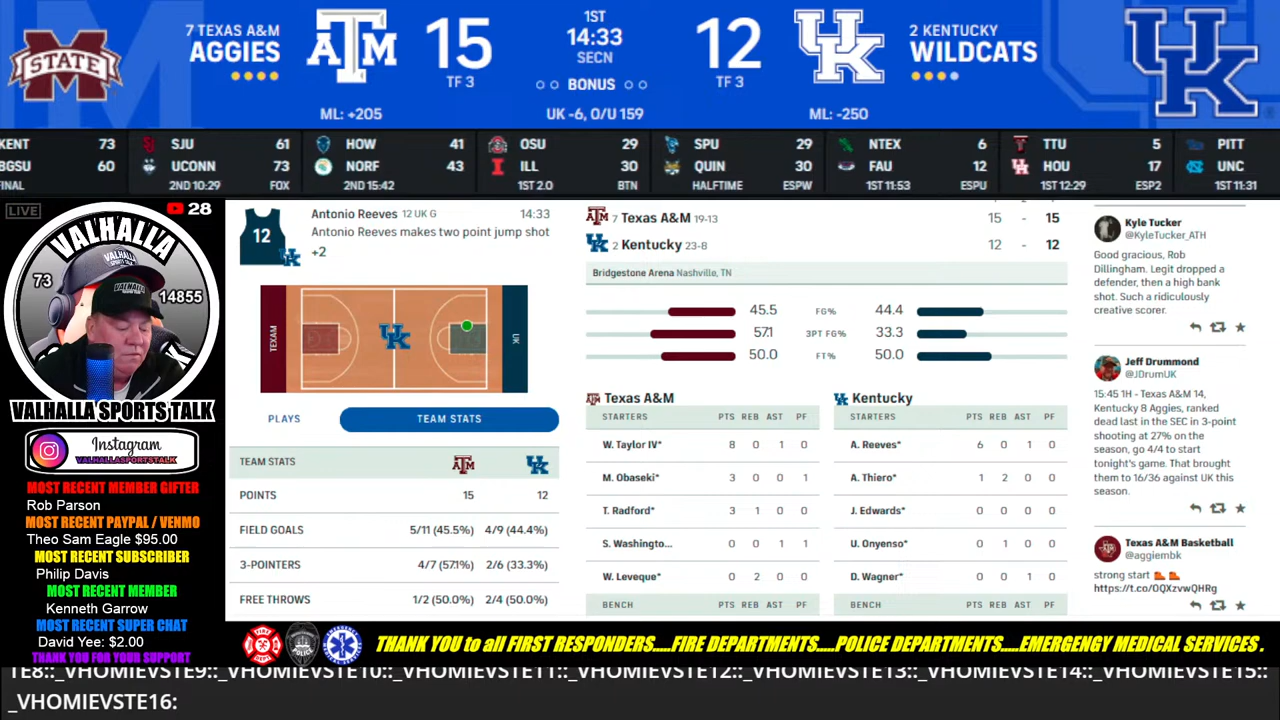 STATE
7 TEXAS A&M
AGGIES
ATM
15
TF 3
ML: +205
1ST
14:33
SECN
BONUS
UK -6, O/U 159
12
TF 3
ML: -250
UK
2 KENTUCKY
WILDCATS
UK
KENT 73
BGSU 60
FINAL
SJU 61
UCONN 73
2ND 10:29 FOX
HOW 41
NORF 43
2ND 15:42
OSU 29
ILL 30
1ST 2.0 BTN
SPU 29
QUIN 30
HALFTIME ESPW
NTEX 6
FAU 12
1ST 11:53 ESPU
TTU 5
HOU 17
1ST 12:29 ESP2
PITT
UNC
1ST 11:31
LIVE
28
VALHALLA
73
14855
TALK
VALHALLA SPORTS TALK
Instagram
VALHALLASPORTSTALK
MOST RECENT MEMBER GIFTER
Rob Parson
MOST RECENT PAYPAL / VENMO
Theo Sam Eagle $95.00
MOST RECENT SUBSCRIBER
Philip Davis
MOST RECENT MEMBER
Kenneth Garrow
MOST RECENT SUPER CHAT
David Yee: $2.00
THANK YOU FOR YOUR SUPPORT
12
Antonio Reeves 12 UK G 14:33
Antonio Reeves makes two point jump shot
+2
TEXAM
UK
UK
PLAYS
TEAM STATS
TEAM STATS
POINTS 15 12
FIELD GOALS 5/11 (45.5%) 4/9 (44.4%)
3-POINTERS 4/7 (57.1%) 2/6 (33.3%)
FREE THROWS 1/2 (50.0%) 2/4 (50.0%)
7 Texas A&M 19-13 15 - 15
2 Kentucky 23-8 12 - 12
Bridgestone Arena Nashville, TN
45.5 FG% 44.4
57.1 3PT FG% 33.3
50.0 FT% 50.0
Texas A&M
STARTERS PTS REB AST PF
W. Taylor IV* 8 0 1 0
M. Obaseki* 3 0 0 1
T. Radford* 3 1 0 0
S. Washingto... 0 0 1 1
W. Leveque* 0 2 0 0
BENCH PTS REB AST PF
Kentucky
STARTERS PTS REB AST PF
A. Reeves* 6 0 1 0
A. Thiero* 1 2 0 0
J. Edwards* 0 0 0 0
U. Onyenso* 0 1 0 0
D. Wagner* 0 0 1 0
BENCH PTS REB AST PF
Kyle Tucker
@KyleTucker_ATH
Good gracious, Rob
Dillingham. Legit dropped a
defender, then a high bank
shot. Such a ridiculously
creative scorer.
Jeff Drummond
@JDrumUK
15:45 1H - Texas A&M 14,
Kentucky 8 Aggies, ranked
dead last in the SEC in 3-point
shooting at 27% on the
season, go 4/4 to start
tonight's game. That brought
them to 16/36 against UK this
season.
Texas A&M Basketball
@aggiembk
strong start
https://t.co/0QXzvwQHRg
THANK YOU to all FIRST RESPONDERS.....FIRE DEPARTMENTS.....POLICE DEPARTMENTS.....EMERGENCY MEDICAL SERVICES .
TE8::_VHOMIEVSTE9::_VHOMIEVSTE10::_VHOMIEVSTE11::_VHOMIEVSTE12::_VHOMIEVSTE13::_VHOMIEVSTE14::_VHOMIEVSTE15::
_VHOMIEVSTE16: